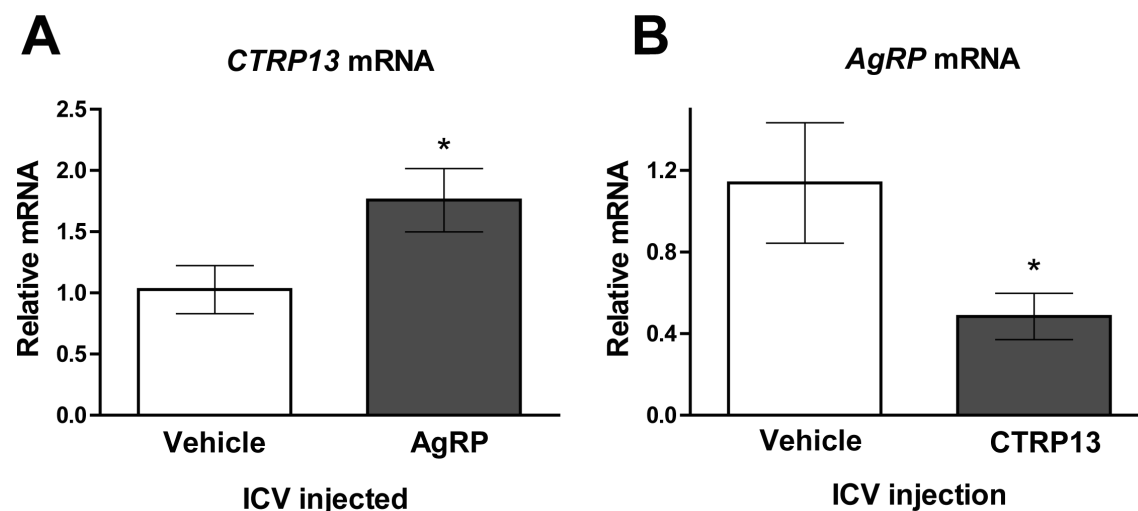 A
CTRP13 mRNA
Relative mRNA
2.5
2.0
1.5
1.0
0.5
0.0
*
Vehicle
AgRP
ICV injected
B
AgRP mRNA
Relative mRNA
1.2
0.8
0.4
0.0
*
Vehicle
CTRP13
ICV injection